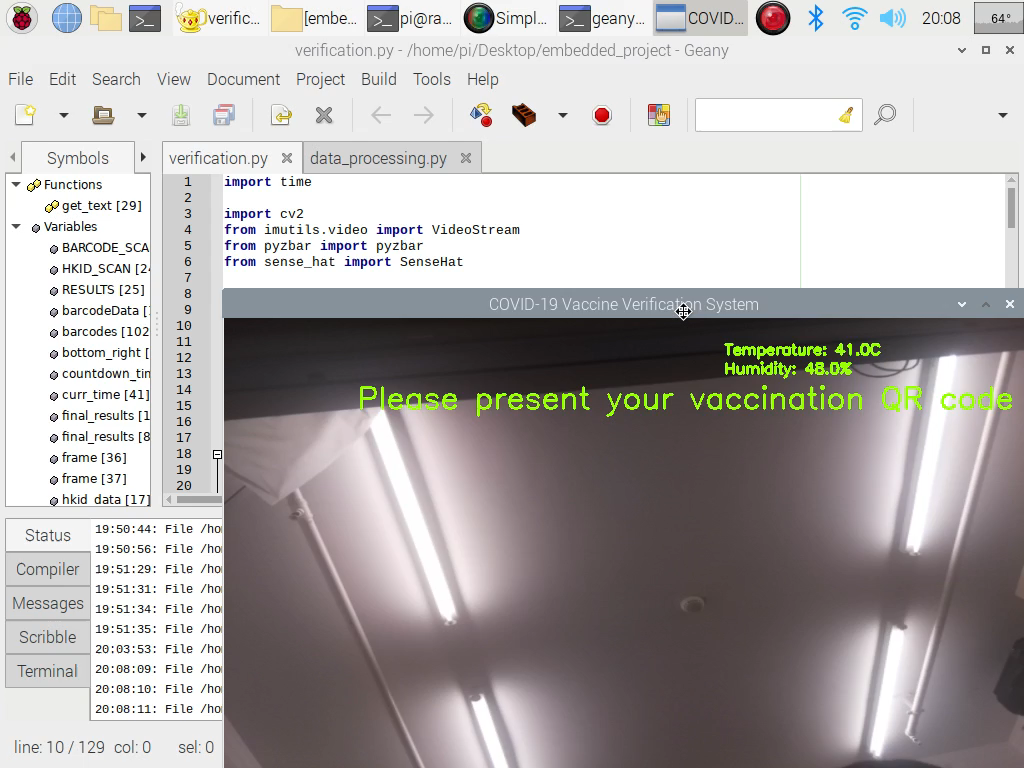 verific...
[embe...
pi@ra...
Simpl...
geany...
COVID...
20:08
64°
verification.py - /home/pi/Desktop/embedded_project - Geany
File Edit Search View Document Project Build Tools Help
Symbols
verification.py
data_processing.py
Functions
get_text [29]
Variables
BARCODE_SCA
HKID_SCAN [24
RESULTS [25]
barcodeData [
barcodes [102
bottom_right [
countdown_tin
curr_time [41]
final_results [1
final_results [8
frame [36]
frame [37]
hkid_data [17]
1 import time
2
3 import cv2
4 from imutils.video import VideoStream
5 from pyzbar import pyzbar
6 from sense_hat import SenseHat
7
8
9
10
11
12
13
14
15
16
17
18
19
20
COVID-19 Vaccine Verification System
Temperature: 41.0C
Humidity: 48.0%
Please present your vaccination QR code
Status
Compiler
Messages
Scribble
Terminal
19:50:44: File /ho
19:50:56: File /ho
19:51:29: File /ho
19:51:31: File /ho
19:51:34: File /ho
19:51:35: File /ho
20:03:53: File /ho
20:08:09: File /ho
20:08:10: File /ho
20:08:11: File /ho
line: 10 / 129 col: 0 sel: 0